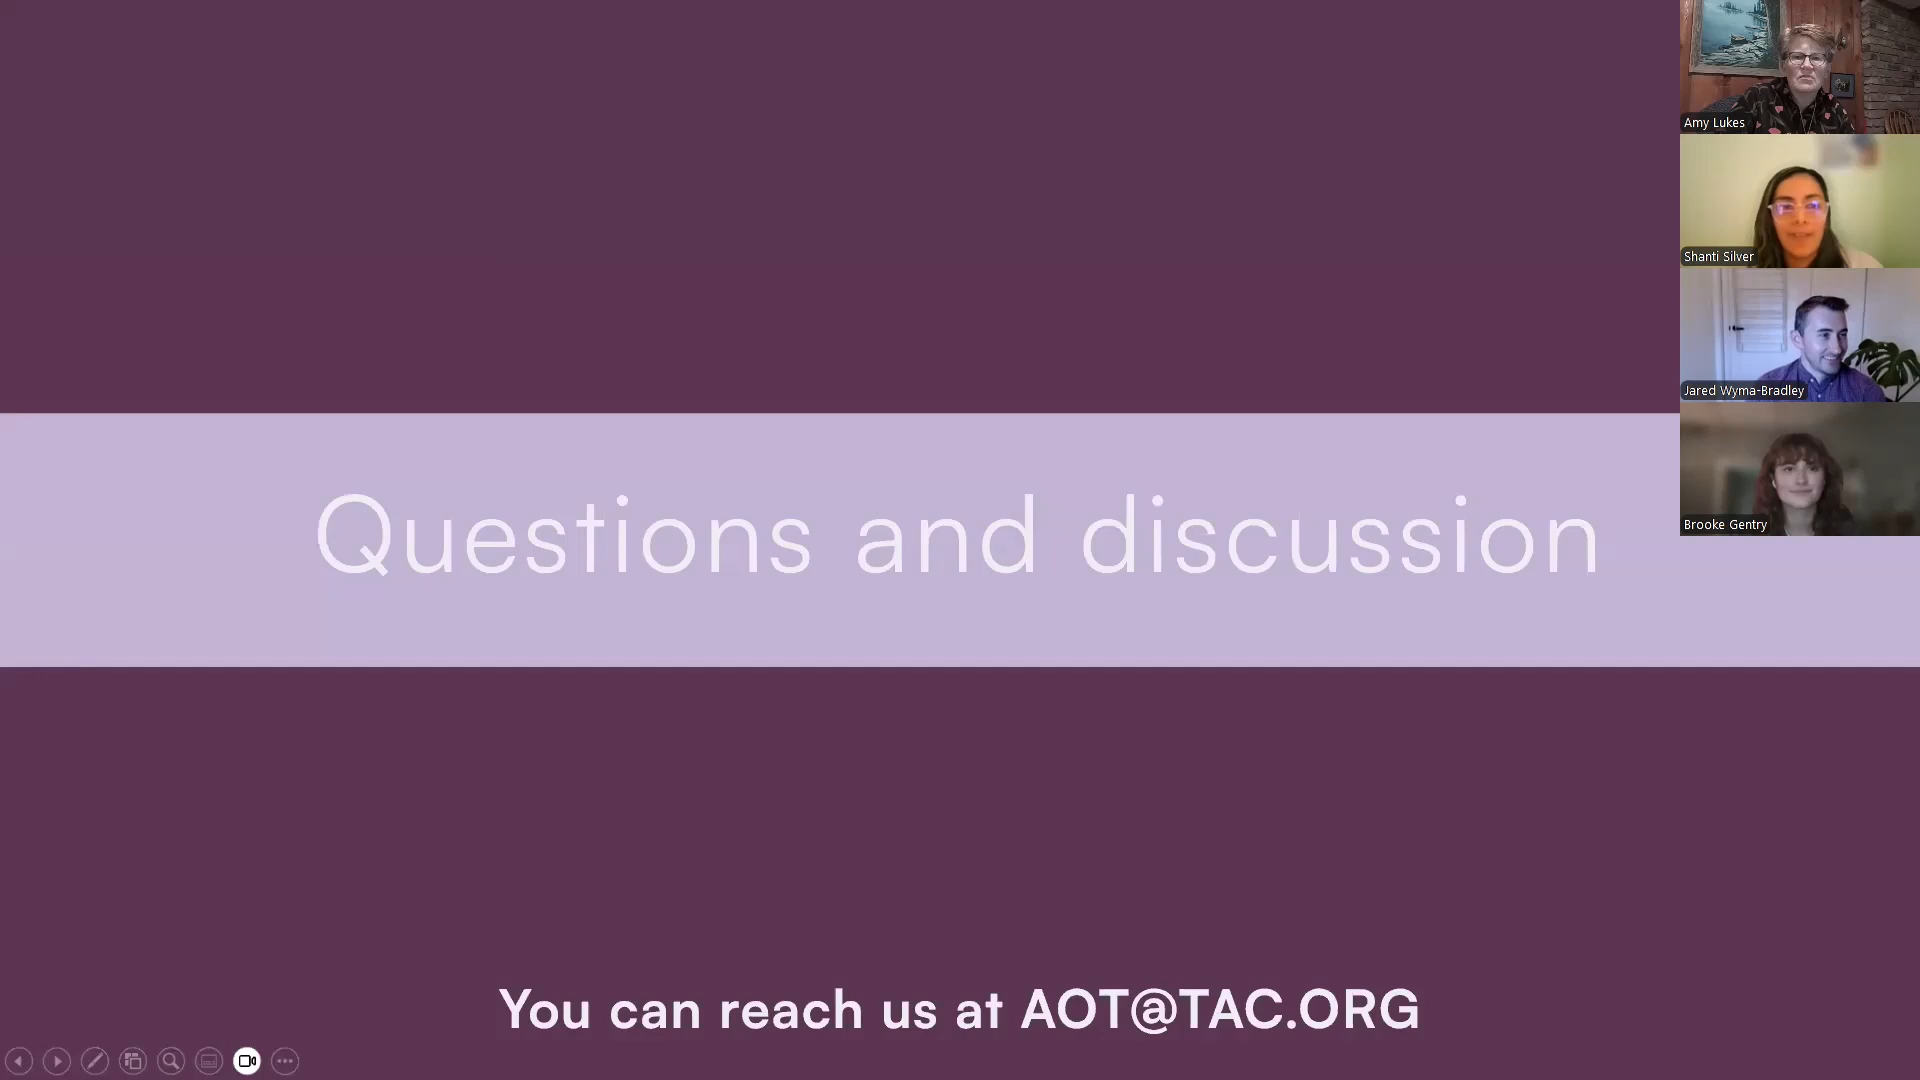 Amy Lukes
Shanti Silver
Jared Wyma-Bradley
Brooke Gentry
Questions and discussion
You can reach us at AOT@TAC.ORG